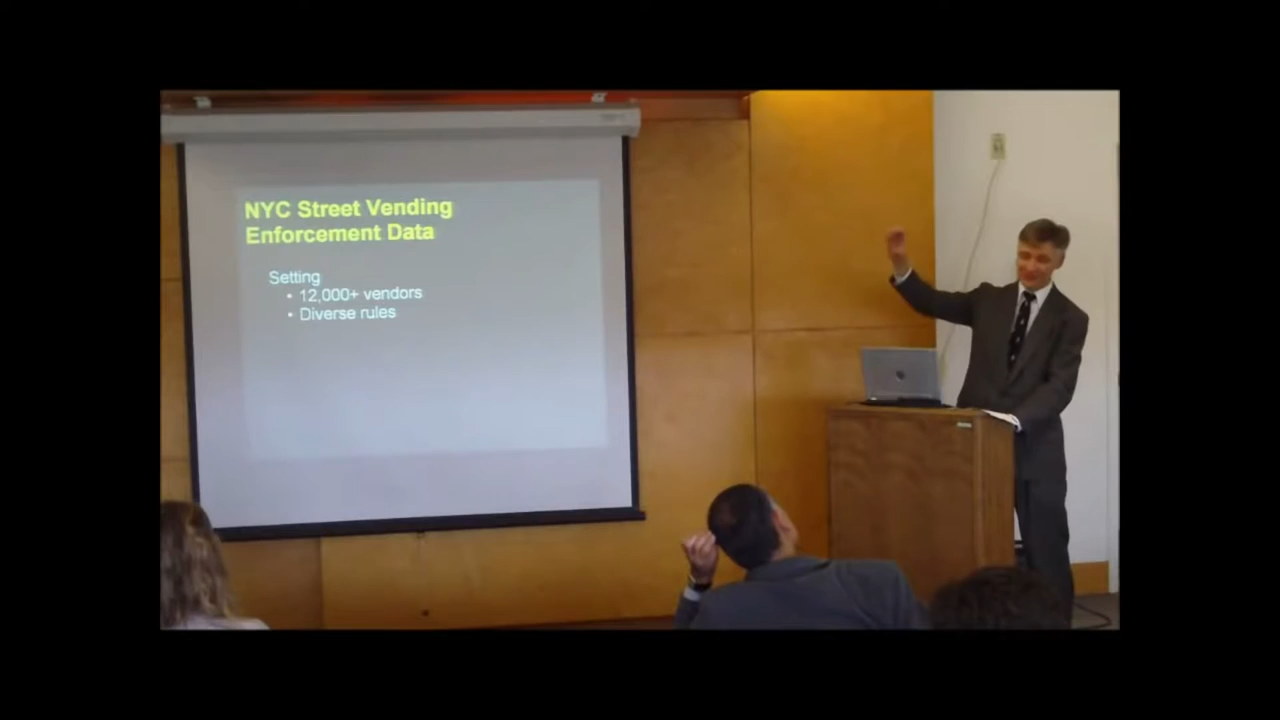 NYC Street Vending
Enforcement Data
Setting
• 12,000+ vendors
• Diverse rules